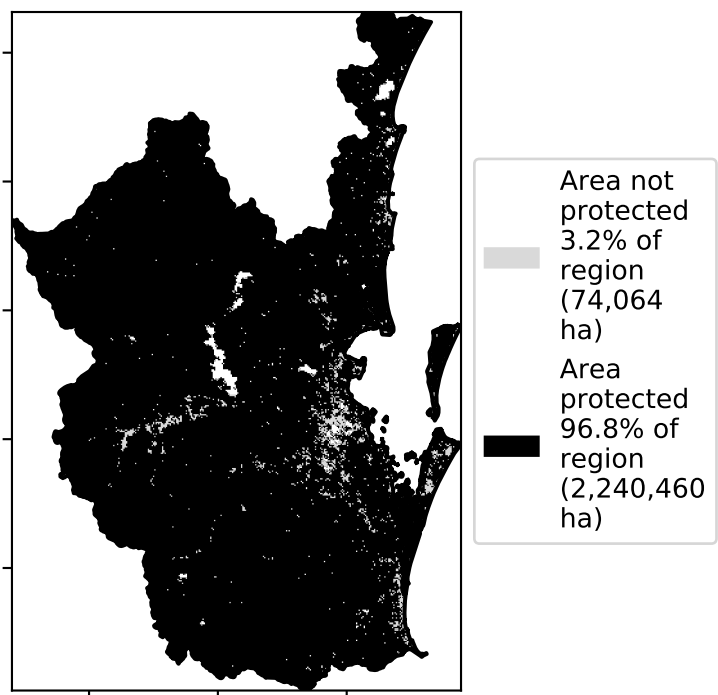 Area not
protected
3.2% of
region
(74,064
ha)
Area
protected
96.8% of
region
(2,240,460
ha)